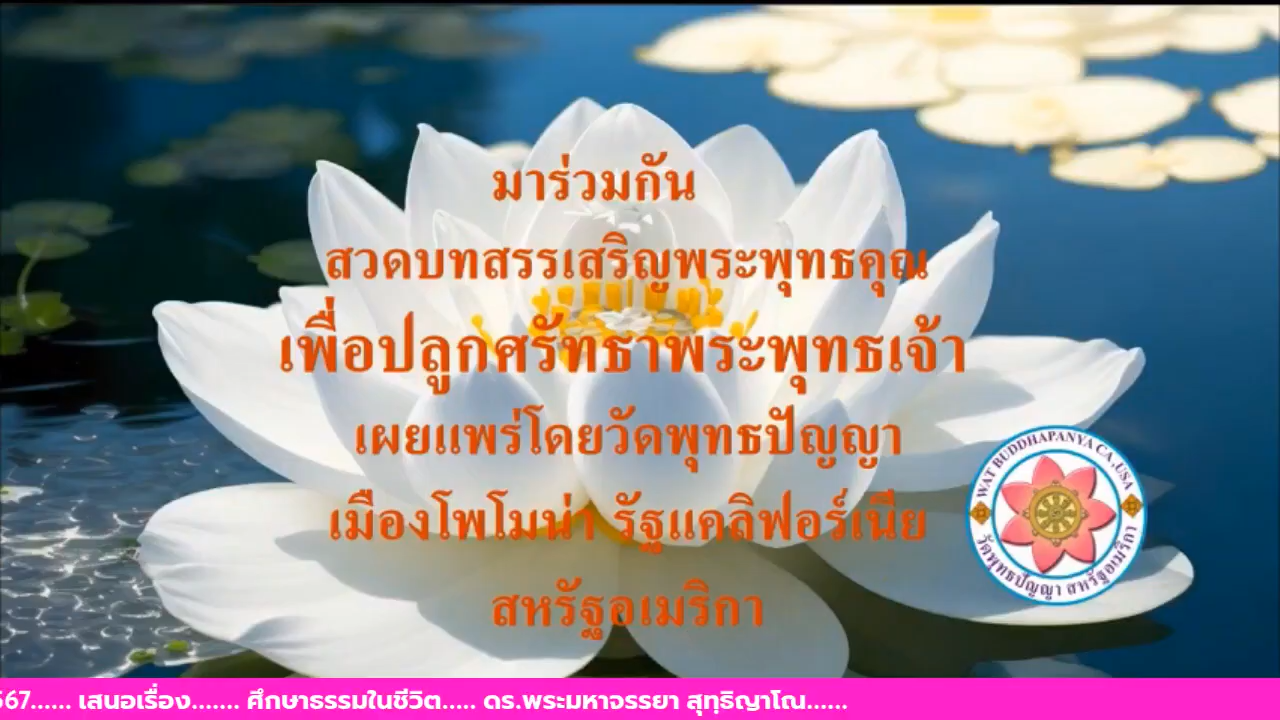 มาร่วมกัน
สวดบทสรรเสริญพระพุทธคุณ
เพื่อปลูกศรัทธาพระพุทธเจ้า
เผยแพร่โดยวัดพุทธปัญญา
เมืองโพโมน่า รัฐแคลิฟอร์เนีย
สหรัฐอเมริกา
WAT BUDDHAPANYA CA.,USA
วัดพุทธปัญญา สหรัฐอเมริกา
567...... เสนอเรื่อง....... ศึกษาธรรมในชีวิต..... ดร.พระมหาจรรยา สุทฺธิญาโณ......